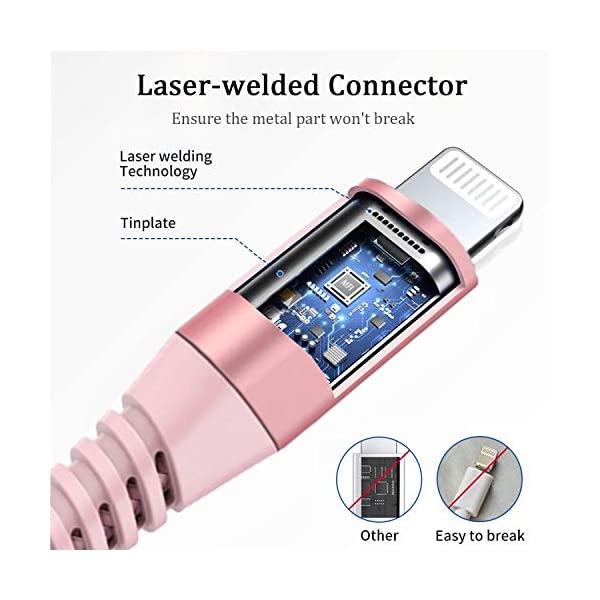 Laser-welded Connector
Ensure the metal part won't break
Laser welding
Technology
Tinplate
MFI
Other
Easy to break